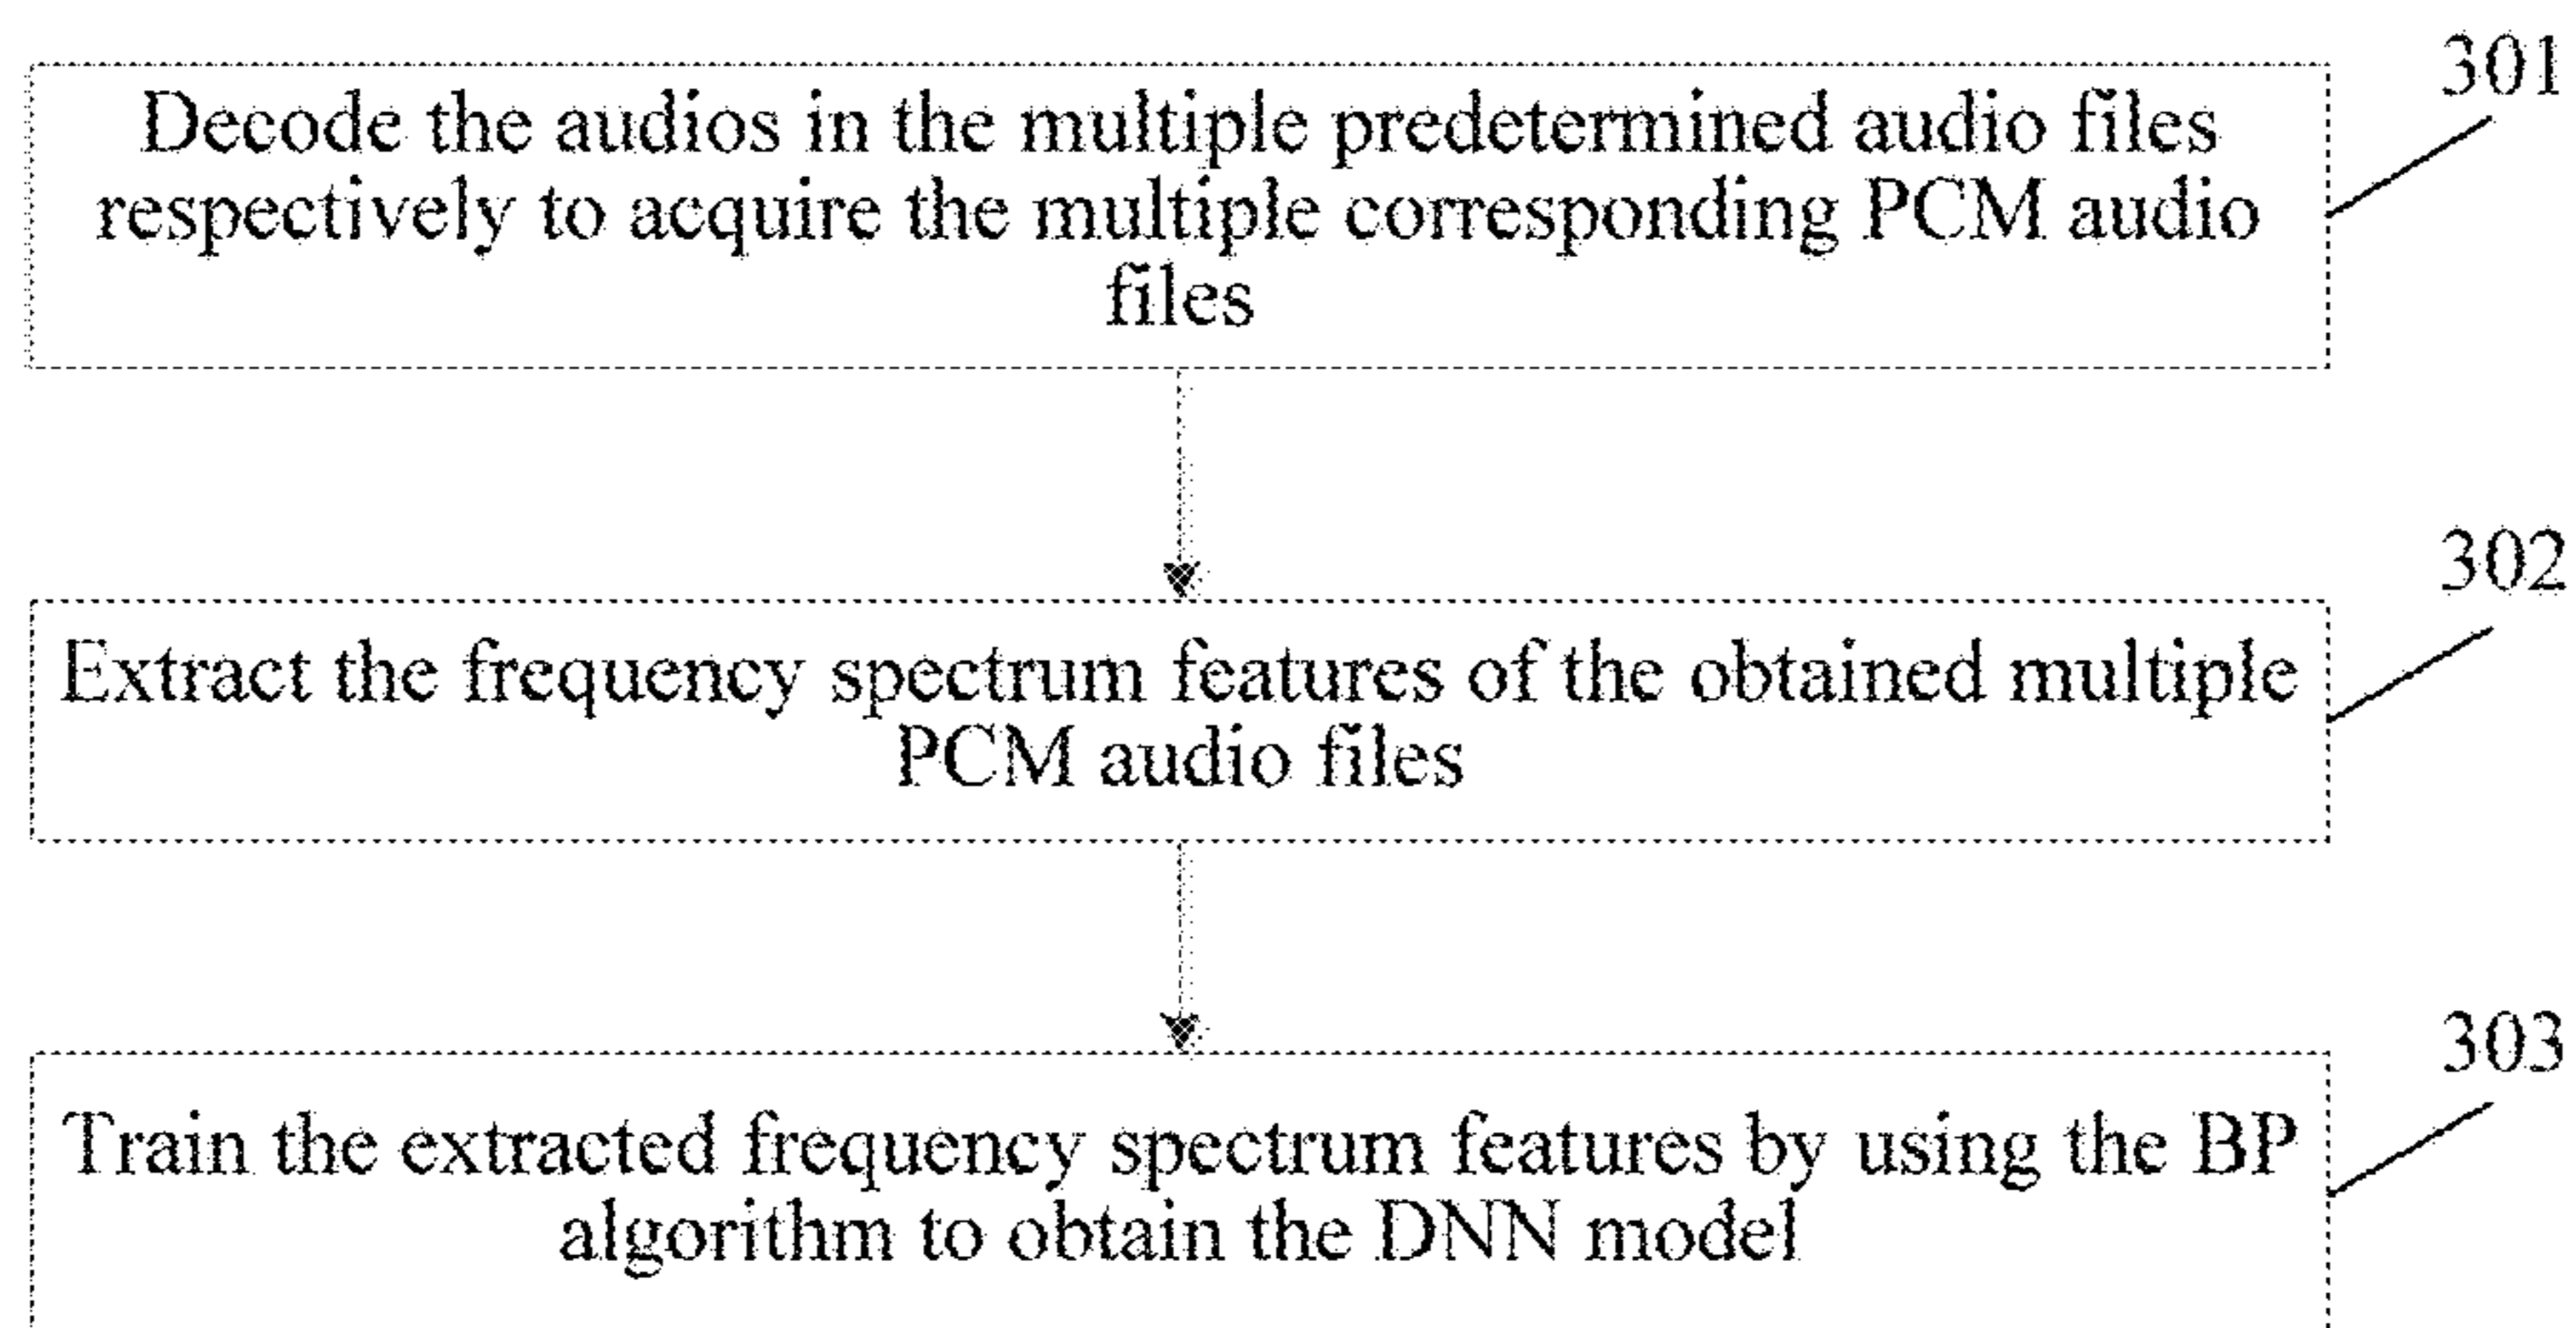 301
Decode the audios in the multiple predetermined audio files
respectively to acquire the multiple corresponding PCM audio
files
302
Extract the frequency spectrum features of the obtained multiple
PCM audio files
303
Train the extracted frequency spectrum features by using the BP
algorithm to obtain the DNN model